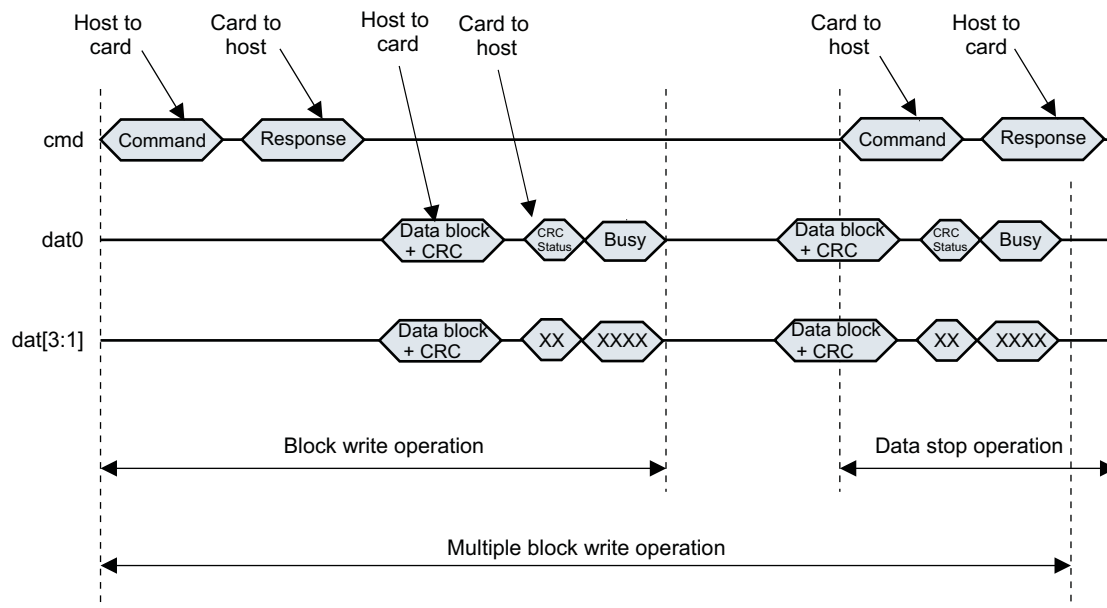 Host to
card
Card to
host
Host to
card
Card to
host
Card to
host
Host to
card
cmd
Command
Response
Command
Response
dat0
Data block
+ CRC
CRC
Status
Busy
Data block
+ CRC
CRC
Status
Busy
dat[3:1]
Data block
+ CRC
XX
XXXX
Data block
+ CRC
XX
XXXX
Block write operation
Data stop operation
Multiple block write operation